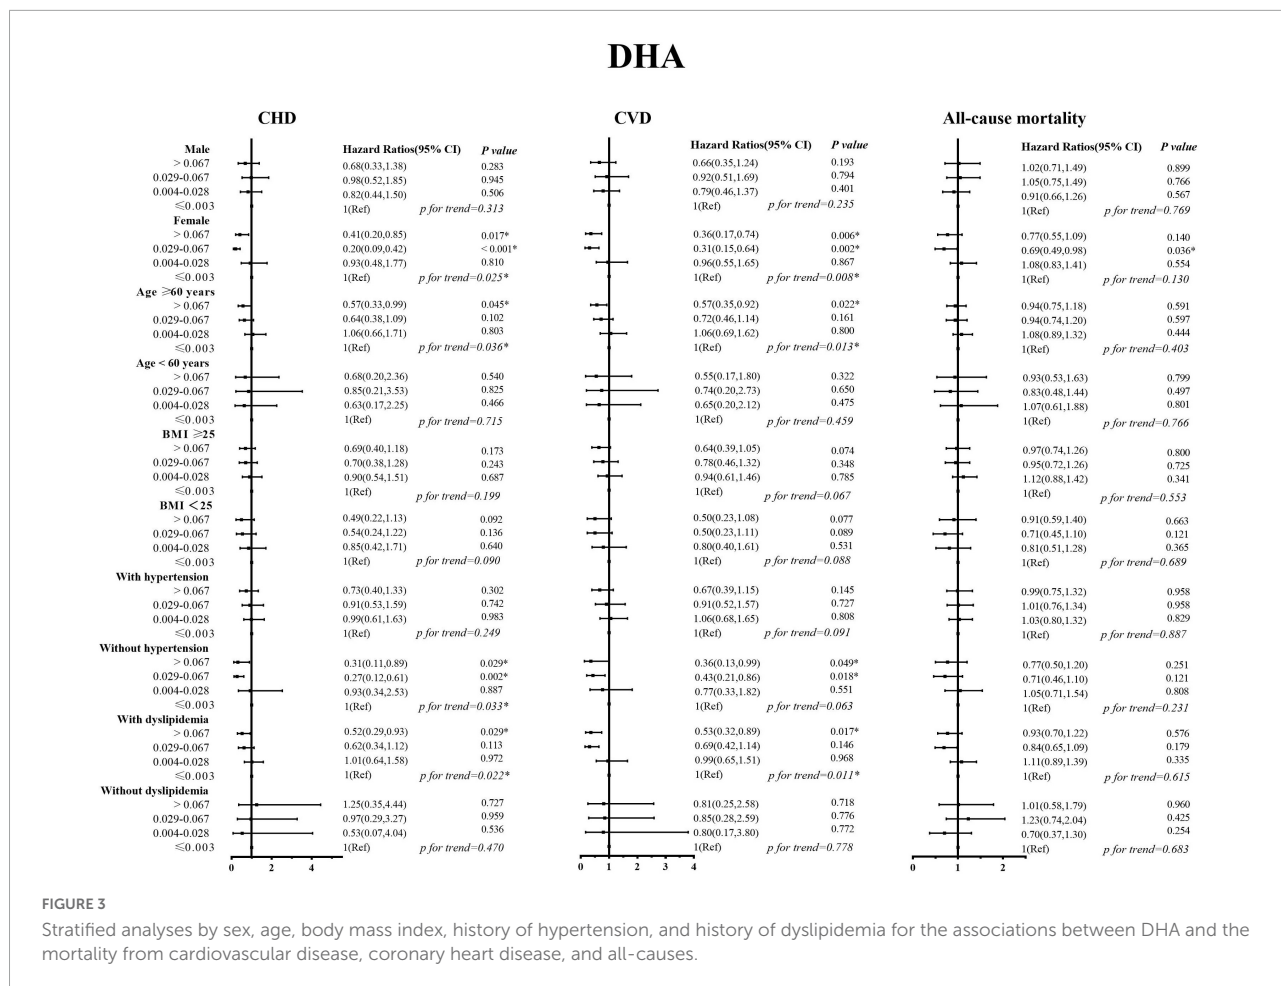 DHA
CHD CVD All-cause mortality
Male Hazard Ratios(95% CI) P value Hazard Ratios(95% CI) P value Hazard Ratios(95% CI) P value
> 0.067 0.68(0.33,1.38) 0.283 0.66(0.35,1.24) 0.193 1.02(0.71,1.49) 0.899
0.029-0.067 0.98(0.52,1.85) 0.945 0.92(0.51,1.69) 0.794 1.05(0.75,1.49) 0.766
0.004-0.028 0.82(0.44,1.50) 0.506 0.79(0.46,1.37) 0.401 0.91(0.66,1.26) 0.567
≤0.003 1(Ref) p for trend=0.313 1(Ref) p for trend=0.235 1(Ref) p for trend=0.769
Female
> 0.067 0.41(0.20,0.85) 0.017* 0.36(0.17,0.74) 0.006* 0.77(0.55,1.09) 0.140
0.029-0.067 0.20(0.09,0.42) < 0.001* 0.31(0.15,0.64) 0.002* 0.69(0.49,0.98) 0.036*
0.004-0.028 0.93(0.48,1.77) 0.810 0.96(0.55,1.65) 0.867 1.08(0.83,1.41) 0.554
≤0.003 1(Ref) p for trend=0.025* 1(Ref) p for trend=0.008* 1(Ref) p for trend=0.130
Age ≥60 years
> 0.067 0.57(0.33,0.99) 0.045* 0.57(0.35,0.92) 0.022* 0.94(0.75,1.18) 0.591
0.029-0.067 0.64(0.38,1.09) 0.102 0.72(0.46,1.14) 0.161 0.94(0.74,1.20) 0.597
0.004-0.028 1.06(0.66,1.71) 0.803 1.06(0.69,1.62) 0.800 1.08(0.89,1.32) 0.444
≤0.003 1(Ref) p for trend=0.036* 1(Ref) p for trend=0.013* 1(Ref) p for trend=0.403
Age < 60 years
> 0.067 0.68(0.20,2.36) 0.540 0.55(0.17,1.80) 0.322 0.93(0.53,1.63) 0.799
0.029-0.067 0.85(0.21,3.53) 0.825 0.74(0.20,2.73) 0.650 0.83(0.48,1.44) 0.497
0.004-0.028 0.63(0.17,2.25) 0.466 0.65(0.20,2.12) 0.475 1.07(0.61,1.88) 0.801
≤0.003 1(Ref) p for trend=0.715 1(Ref) p for trend=0.459 1(Ref) p for trend=0.766
BMI ≥25
> 0.067 0.69(0.40,1.18) 0.173 0.64(0.39,1.05) 0.074 0.97(0.74,1.26) 0.800
0.029-0.067 0.70(0.38,1.28) 0.243 0.78(0.46,1.32) 0.348 0.95(0.72,1.26) 0.725
0.004-0.028 0.90(0.54,1.51) 0.687 0.94(0.61,1.46) 0.785 1.12(0.88,1.42) 0.341
≤0.003 1(Ref) p for trend=0.199 1(Ref) p for trend=0.067 1(Ref) p for trend=0.553
BMI <25
> 0.067 0.49(0.22,1.13) 0.092 0.50(0.23,1.08) 0.077 0.91(0.59,1.40) 0.663
0.029-0.067 0.54(0.24,1.22) 0.136 0.50(0.23,1.11) 0.089 0.71(0.45,1.10) 0.121
0.004-0.028 0.85(0.42,1.71) 0.640 0.80(0.40,1.61) 0.531 0.81(0.51,1.28) 0.365
≤0.003 1(Ref) p for trend=0.090 1(Ref) p for trend=0.088 1(Ref) p for trend=0.689
With hypertension
> 0.067 0.73(0.40,1.33) 0.302 0.67(0.39,1.15) 0.145 0.99(0.75,1.32) 0.958
0.029-0.067 0.91(0.53,1.59) 0.742 0.91(0.52,1.57) 0.727 1.01(0.76,1.34) 0.958
0.004-0.028 0.99(0.61,1.63) 0.983 1.06(0.68,1.65) 0.808 1.03(0.80,1.32) 0.829
≤0.003 1(Ref) p for trend=0.249 1(Ref) p for trend=0.091 1(Ref) p for trend=0.887
Without hypertension
> 0.067 0.31(0.11,0.89) 0.029* 0.36(0.13,0.99) 0.049* 0.77(0.50,1.20) 0.251
0.029-0.067 0.27(0.12,0.61) 0.002* 0.43(0.21,0.86) 0.018* 0.71(0.46,1.10) 0.121
0.004-0.028 0.93(0.34,2.53) 0.887 0.77(0.33,1.82) 0.551 1.05(0.71,1.54) 0.808
≤0.003 1(Ref) p for trend=0.033* 1(Ref) p for trend=0.063 1(Ref) p for trend=0.231
With dyslipidemia
> 0.067 0.52(0.29,0.93) 0.029* 0.53(0.32,0.89) 0.017* 0.93(0.70,1.22) 0.576
0.029-0.067 0.62(0.34,1.12) 0.113 0.69(0.42,1.14) 0.146 0.84(0.65,1.09) 0.179
0.004-0.028 1.01(0.64,1.58) 0.972 0.99(0.65,1.51) 0.968 1.11(0.89,1.39) 0.335
≤0.003 1(Ref) p for trend=0.022* 1(Ref) p for trend=0.011* 1(Ref) p for trend=0.615
Without dyslipidemia
> 0.067 1.25(0.35,4.44) 0.727 0.81(0.25,2.58) 0.718 1.01(0.58,1.79) 0.960
0.029-0.067 0.97(0.29,3.27) 0.959 0.85(0.28,2.59) 0.776 1.23(0.74,2.04) 0.425
0.004-0.028 0.53(0.07,4.04) 0.536 0.80(0.17,3.80) 0.772 0.70(0.37,1.30) 0.254
≤0.003 1(Ref) p for trend=0.470 1(Ref) p for trend=0.778 1(Ref) p for trend=0.683
0 2 4 0 1 2 3 4 0 1 2
FIGURE 3
Stratified analyses by sex, age, body mass index, history of hypertension, and history of dyslipidemia for the associations between DHA and the
mortality from cardiovascular disease, coronary heart disease, and all-causes.